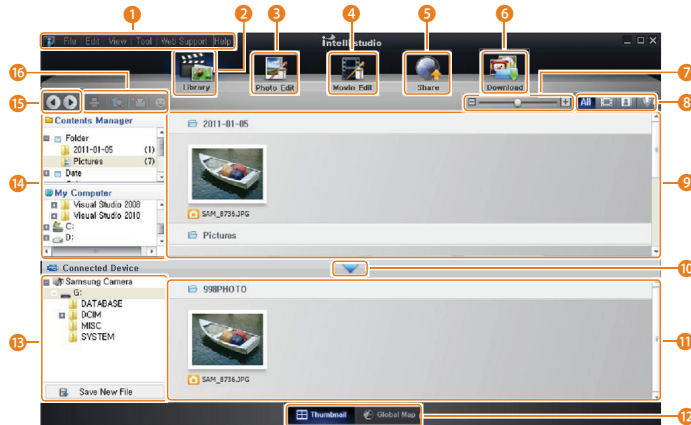 1 2 3 4 5 6
File Edit View Tool Web Support Help
Intelli-studio
7
16
Library Photo Edit Movie Edit Share Download
15
All
8
Contents Manager
2011-01-05
Folder
2011-01-05 (1)
Pictures (7)
Date
14
9
My Computer
Visual Studio 2008
Visual Studio 2010
C:
D:
SAM_8736.JPG
Pictures
Connected Device
10
Samsung Camera
G:
DATABASE
DCIM
MISC
SYSTEM
998PHOTO
13
11
SAM_8736.JPG
Save New File
Thumbnail Global Map
12